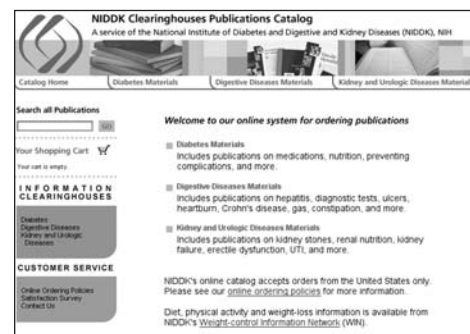 NIDDK Clearinghouses Publications Catalog
A service of the National Institute of Diabetes and Digestive and Kidney Diseases (NIDDK), NIH
Catalog Home
Diabetes Materials
Digestive Diseases Materials
Kidney and Urologic Diseases Material
Search all Publications
GO
Your Shopping Cart
Your cart is empty.
INFORMATION
CLEARINGHOUSES
Diabetes
Digestive Diseases
Kidney and Urologic
Diseases
CUSTOMER SERVICE
Online Ordering Policies
Satisfaction Survey
Contact Us
Welcome to our online system for ordering publications
Diabetes Materials
Includes publications on medications, nutrition, preventing
complications, and more.
Digestive Diseases Materials
Includes publications on hepatitis, diagnostic tests, ulcers,
heartburn, Crohn's disease, gas, constipation, and more.
Kidney and Urologic Diseases Materials
Includes publications on kidney stones, renal nutrition, kidney
failure, erectile dysfunction, UTI, and more.
NIDDK's online catalog accepts orders from the United States only.
Please see our online ordering policies for more information.
Diet, physical activity and weight-loss information is available from
NIDDK's Weight-control Information Network (WIN).